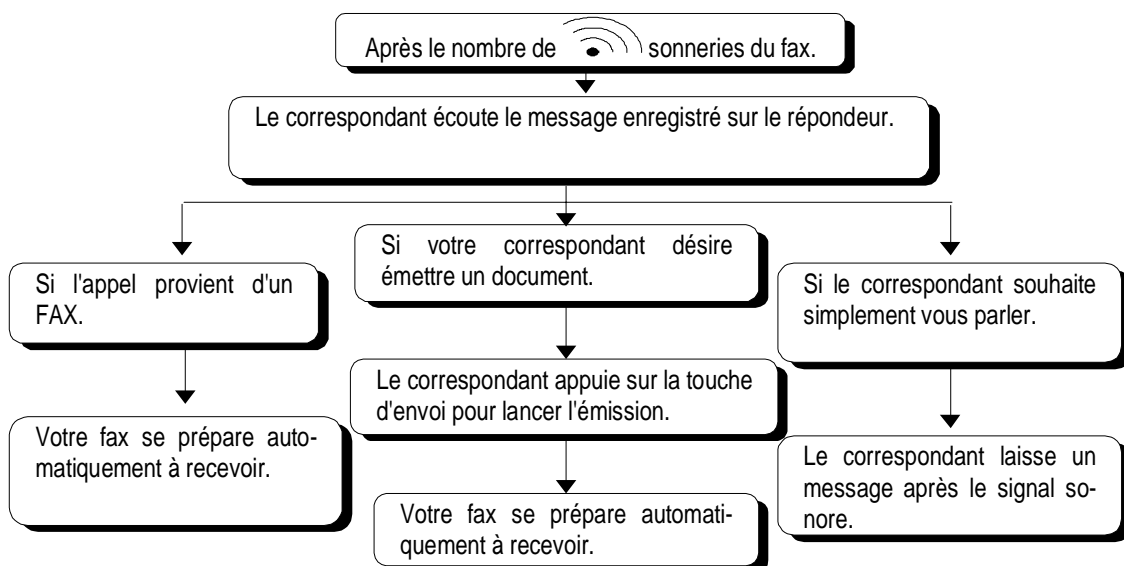 Après le nombre de sonneries du fax.
Le correspondant écoute le message enregistré sur le répondeur.
Si l'appel provient d'un
FAX.
Votre fax se prépare auto-
matiquement à recevoir.
Si votre correspondant désire
émettre un document.
Le correspondant appuie sur la touche
d'envoi pour lancer l'émission.
Votre fax se prépare automati-
quement à recevoir.
Si le correspondant souhaite
simplement vous parler.
Le correspondant laisse un
message après le signal so-
nore.